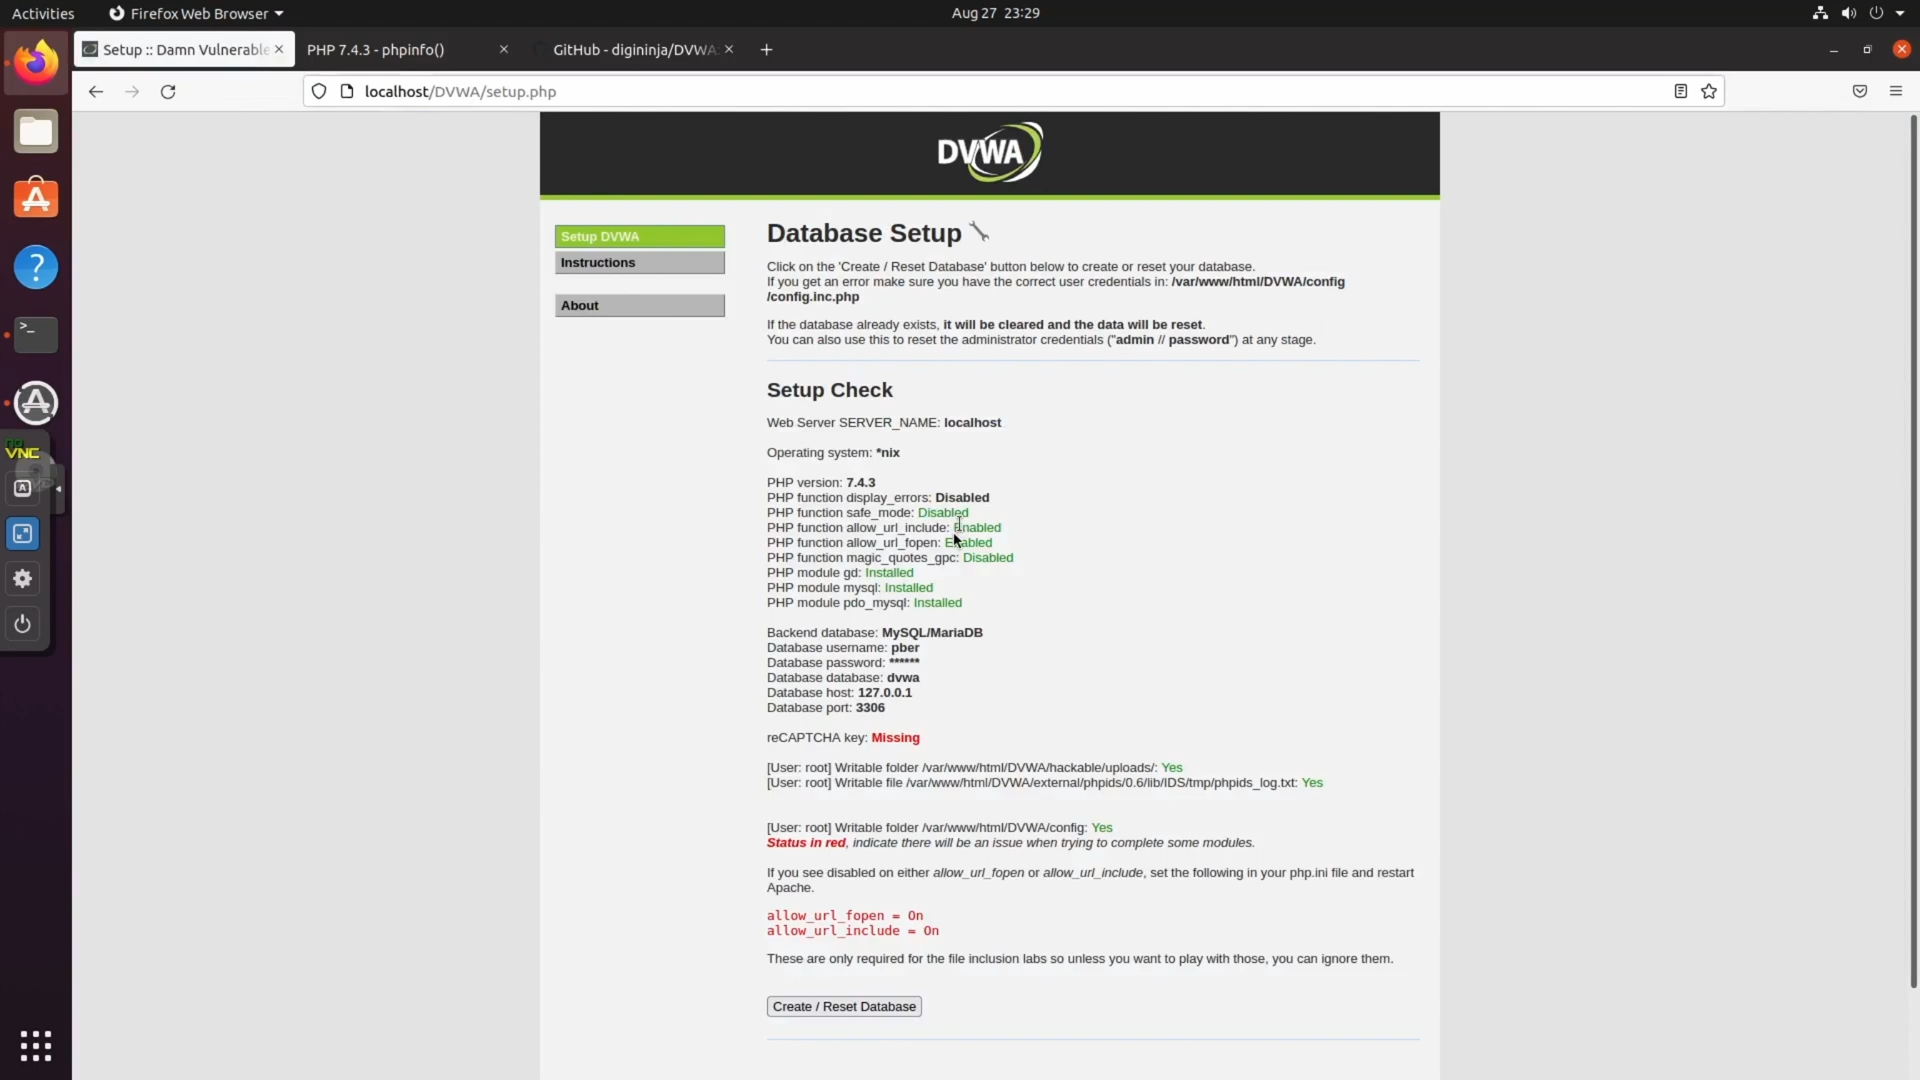 Activities
Firefox Web Browser
Aug 27 23:29
Setup :: Damn Vulnerable
PHP 7.4.3 - phpinfo()
GitHub - digininja/DVWA:
localhost/DVWA/setup.php
DVWA
Setup DVWA
Instructions
About
Database Setup
Click on the 'Create / Reset Database' button below to create or reset your database.
If you get an error make sure you have the correct user credentials in: /var/www/html/DVWA/config
/config.inc.php
If the database already exists, it will be cleared and the data will be reset.
You can also use this to reset the administrator credentials ("admin // password") at any stage.
Setup Check
Web Server SERVER_NAME: localhost
Operating system: *nix
PHP version: 7.4.3
PHP function display_errors: Disabled
PHP function safe_mode: Disabled
PHP function allow_url_include: Enabled
PHP function allow_url_fopen: Enabled
PHP function magic_quotes_gpc: Disabled
PHP module gd: Installed
PHP module mysql: Installed
PHP module pdo_mysql: Installed
Backend database: MySQL/MariaDB
Database username: pber
Database password: ******
Database database: dvwa
Database host: 127.0.0.1
Database port: 3306
reCAPTCHA key: Missing
[User: root] Writable folder /var/www/html/DVWA/hackable/uploads/: Yes
[User: root] Writable file /var/www/html/DVWA/external/phpids/0.6/lib/IDS/tmp/phpids_log.txt: Yes
[User: root] Writable folder /var/www/html/DVWA/config: Yes
Status in red, indicate there will be an issue when trying to complete some modules.
If you see disabled on either allow_url_fopen or allow_url_include, set the following in your php.ini file and restart
Apache.
allow_url_fopen = On
allow_url_include = On
These are only required for the file inclusion labs so unless you want to play with those, you can ignore them.
Create / Reset Database
no
VNC